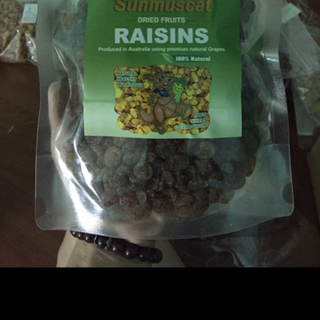 Sunmuscat
DRIED FRUITS
RAISINS
Produced in Australia using premium natural Grapes
100% Natural